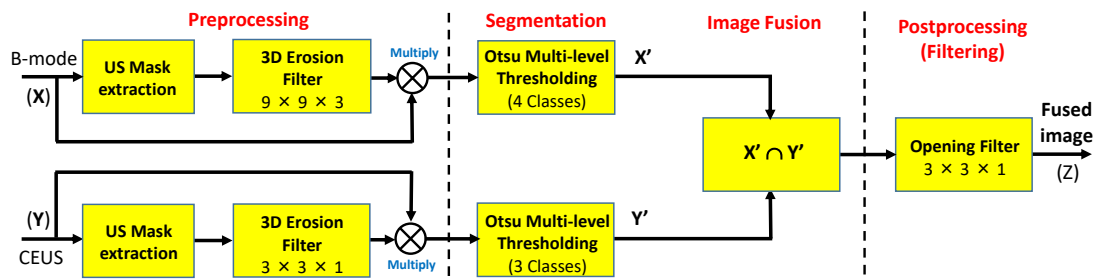 Preprocessing
Segmentation
Image Fusion
Postprocessing
(Filtering)
B-mode
(X)
US Mask
extraction
3D Erosion
Filter
9 × 9 × 3
Multiply
Otsu Multi-level
Thresholding
(4 Classes)
X’
X’ ∩ Y’
Opening Filter
3 × 3 × 1
Fused
image
(Z)
(Y)
CEUS
US Mask
extraction
3D Erosion
Filter
3 × 3 × 1
Multiply
Otsu Multi-level
Thresholding
(3 Classes)
Y’